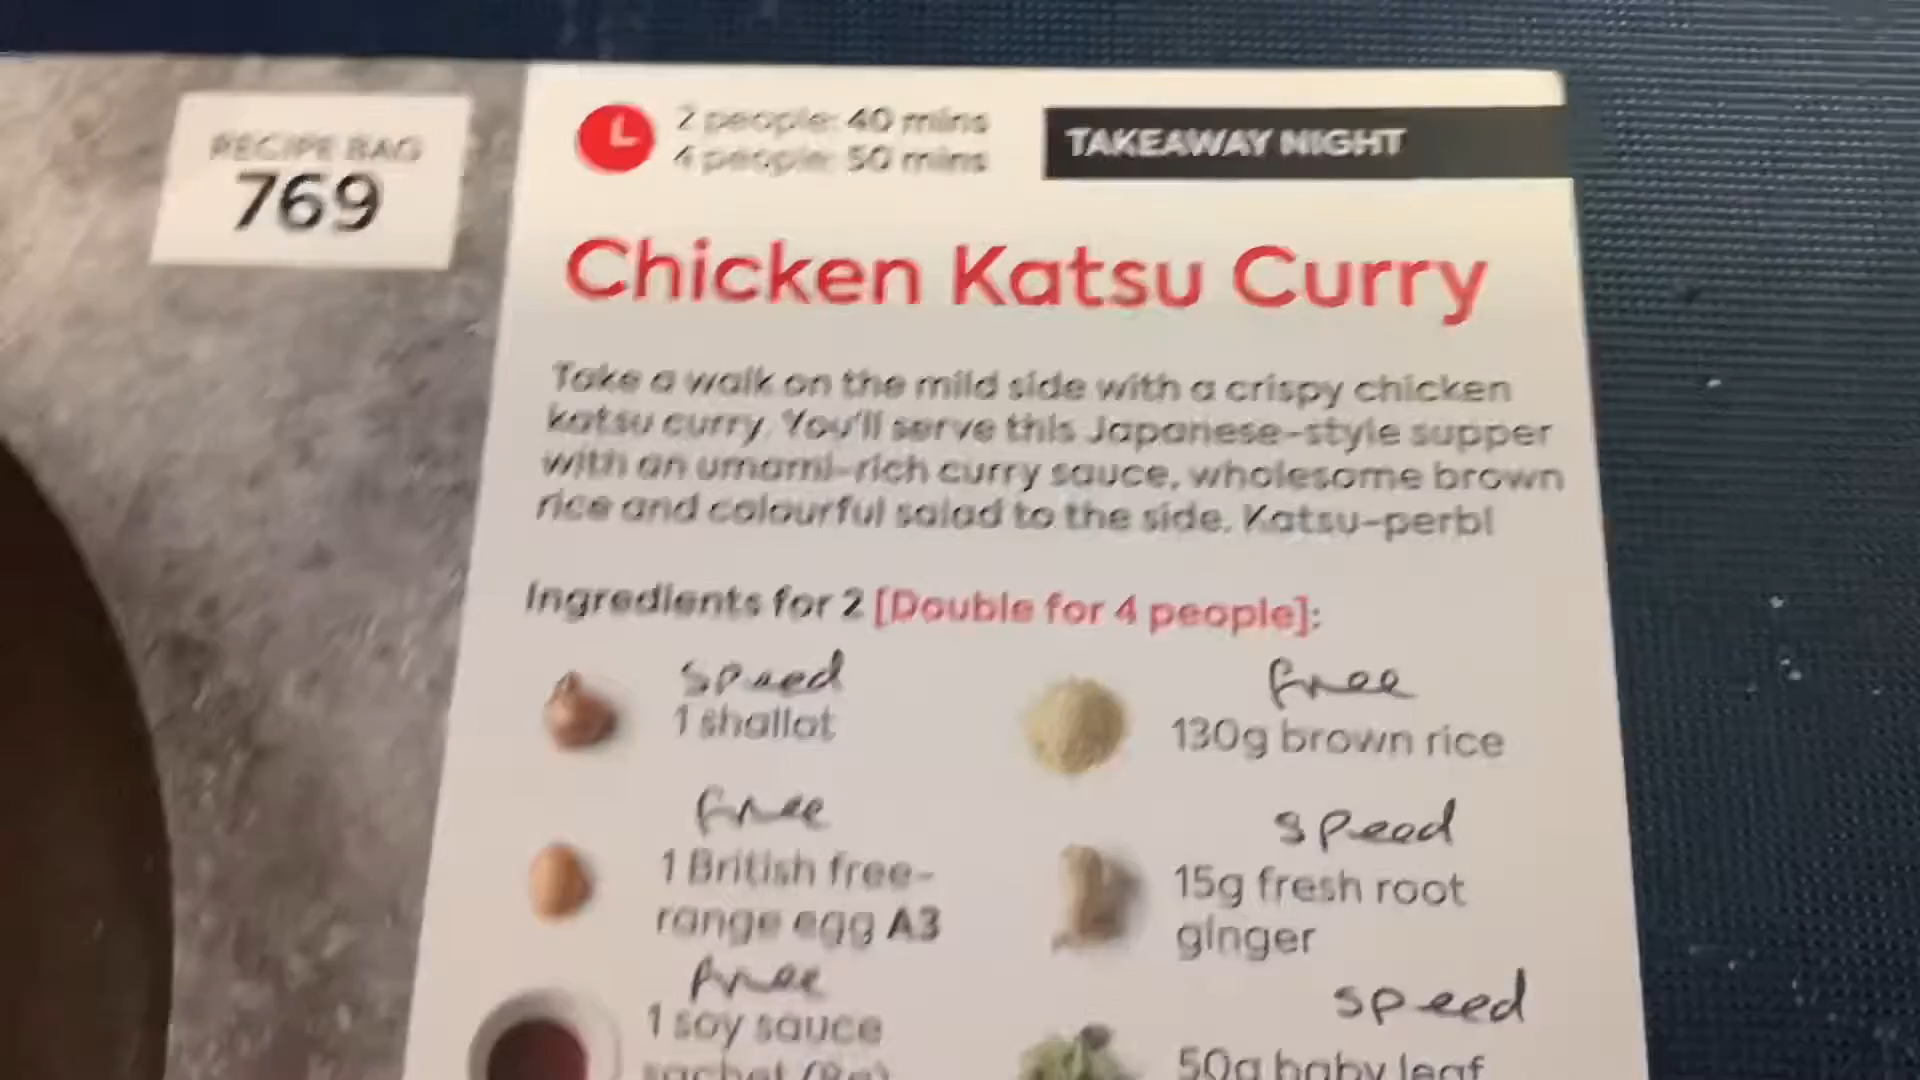 RECIPE BAG
769
2 people: 40 mins
4 people: 50 mins
TAKEAWAY NIGHT
Chicken Katsu Curry
Take a walk on the mild side with a crispy chicken
katsu curry. You'll serve this Japanese-style supper
with an umami-rich curry sauce, wholesome brown
rice and colourful salad to the side. Katsu-perb!
Ingredients for 2 [Double for 4 people]:
speed
1 shallot
free
130g brown rice
free
1 British free-
range egg A3
speed
15g fresh root
ginger
free
1 soy sauce
sachet (8g)
speed
50g baby leaf